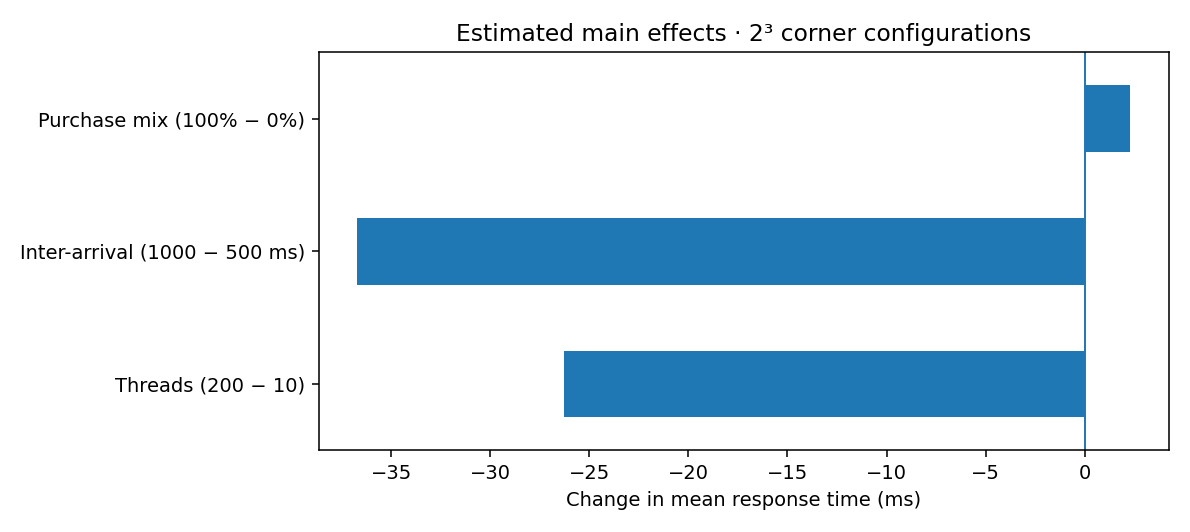 Estimated main effects · 2³ corner configurations
Purchase mix (100% − 0%)
Inter-arrival (1000 − 500 ms)
Threads (200 − 10)
−35 −30 −25 −20 −15 −10 −5 0
Change in mean response time (ms)